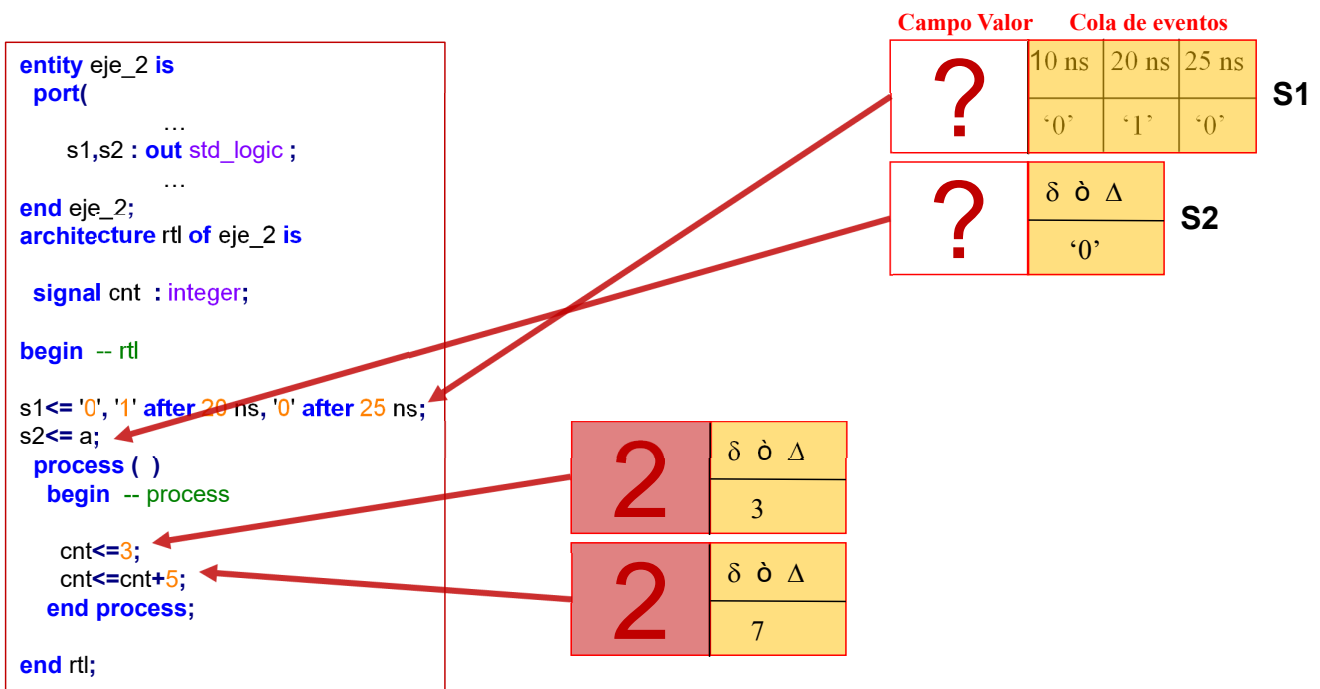 Campo Valor Cola de eventos
entity eje_2 is
port(
…
s1,s2 : out std_logic ;
…
end eje_2;
architecture rtl of eje_2 is
signal cnt : integer;
begin -- rtl
s1<= '0', '1' after 20 ns, '0' after 25 ns;
s2<= a;
process ( )
begin -- process
cnt<=3;
cnt<=cnt+5;
end process;
end rtl;
? 10 ns 20 ns 25 ns
‘0’ ‘1’ ‘0’
S1
? δ ò Δ
‘0’
S2
2 δ ò Δ
3
2 δ ò Δ
7